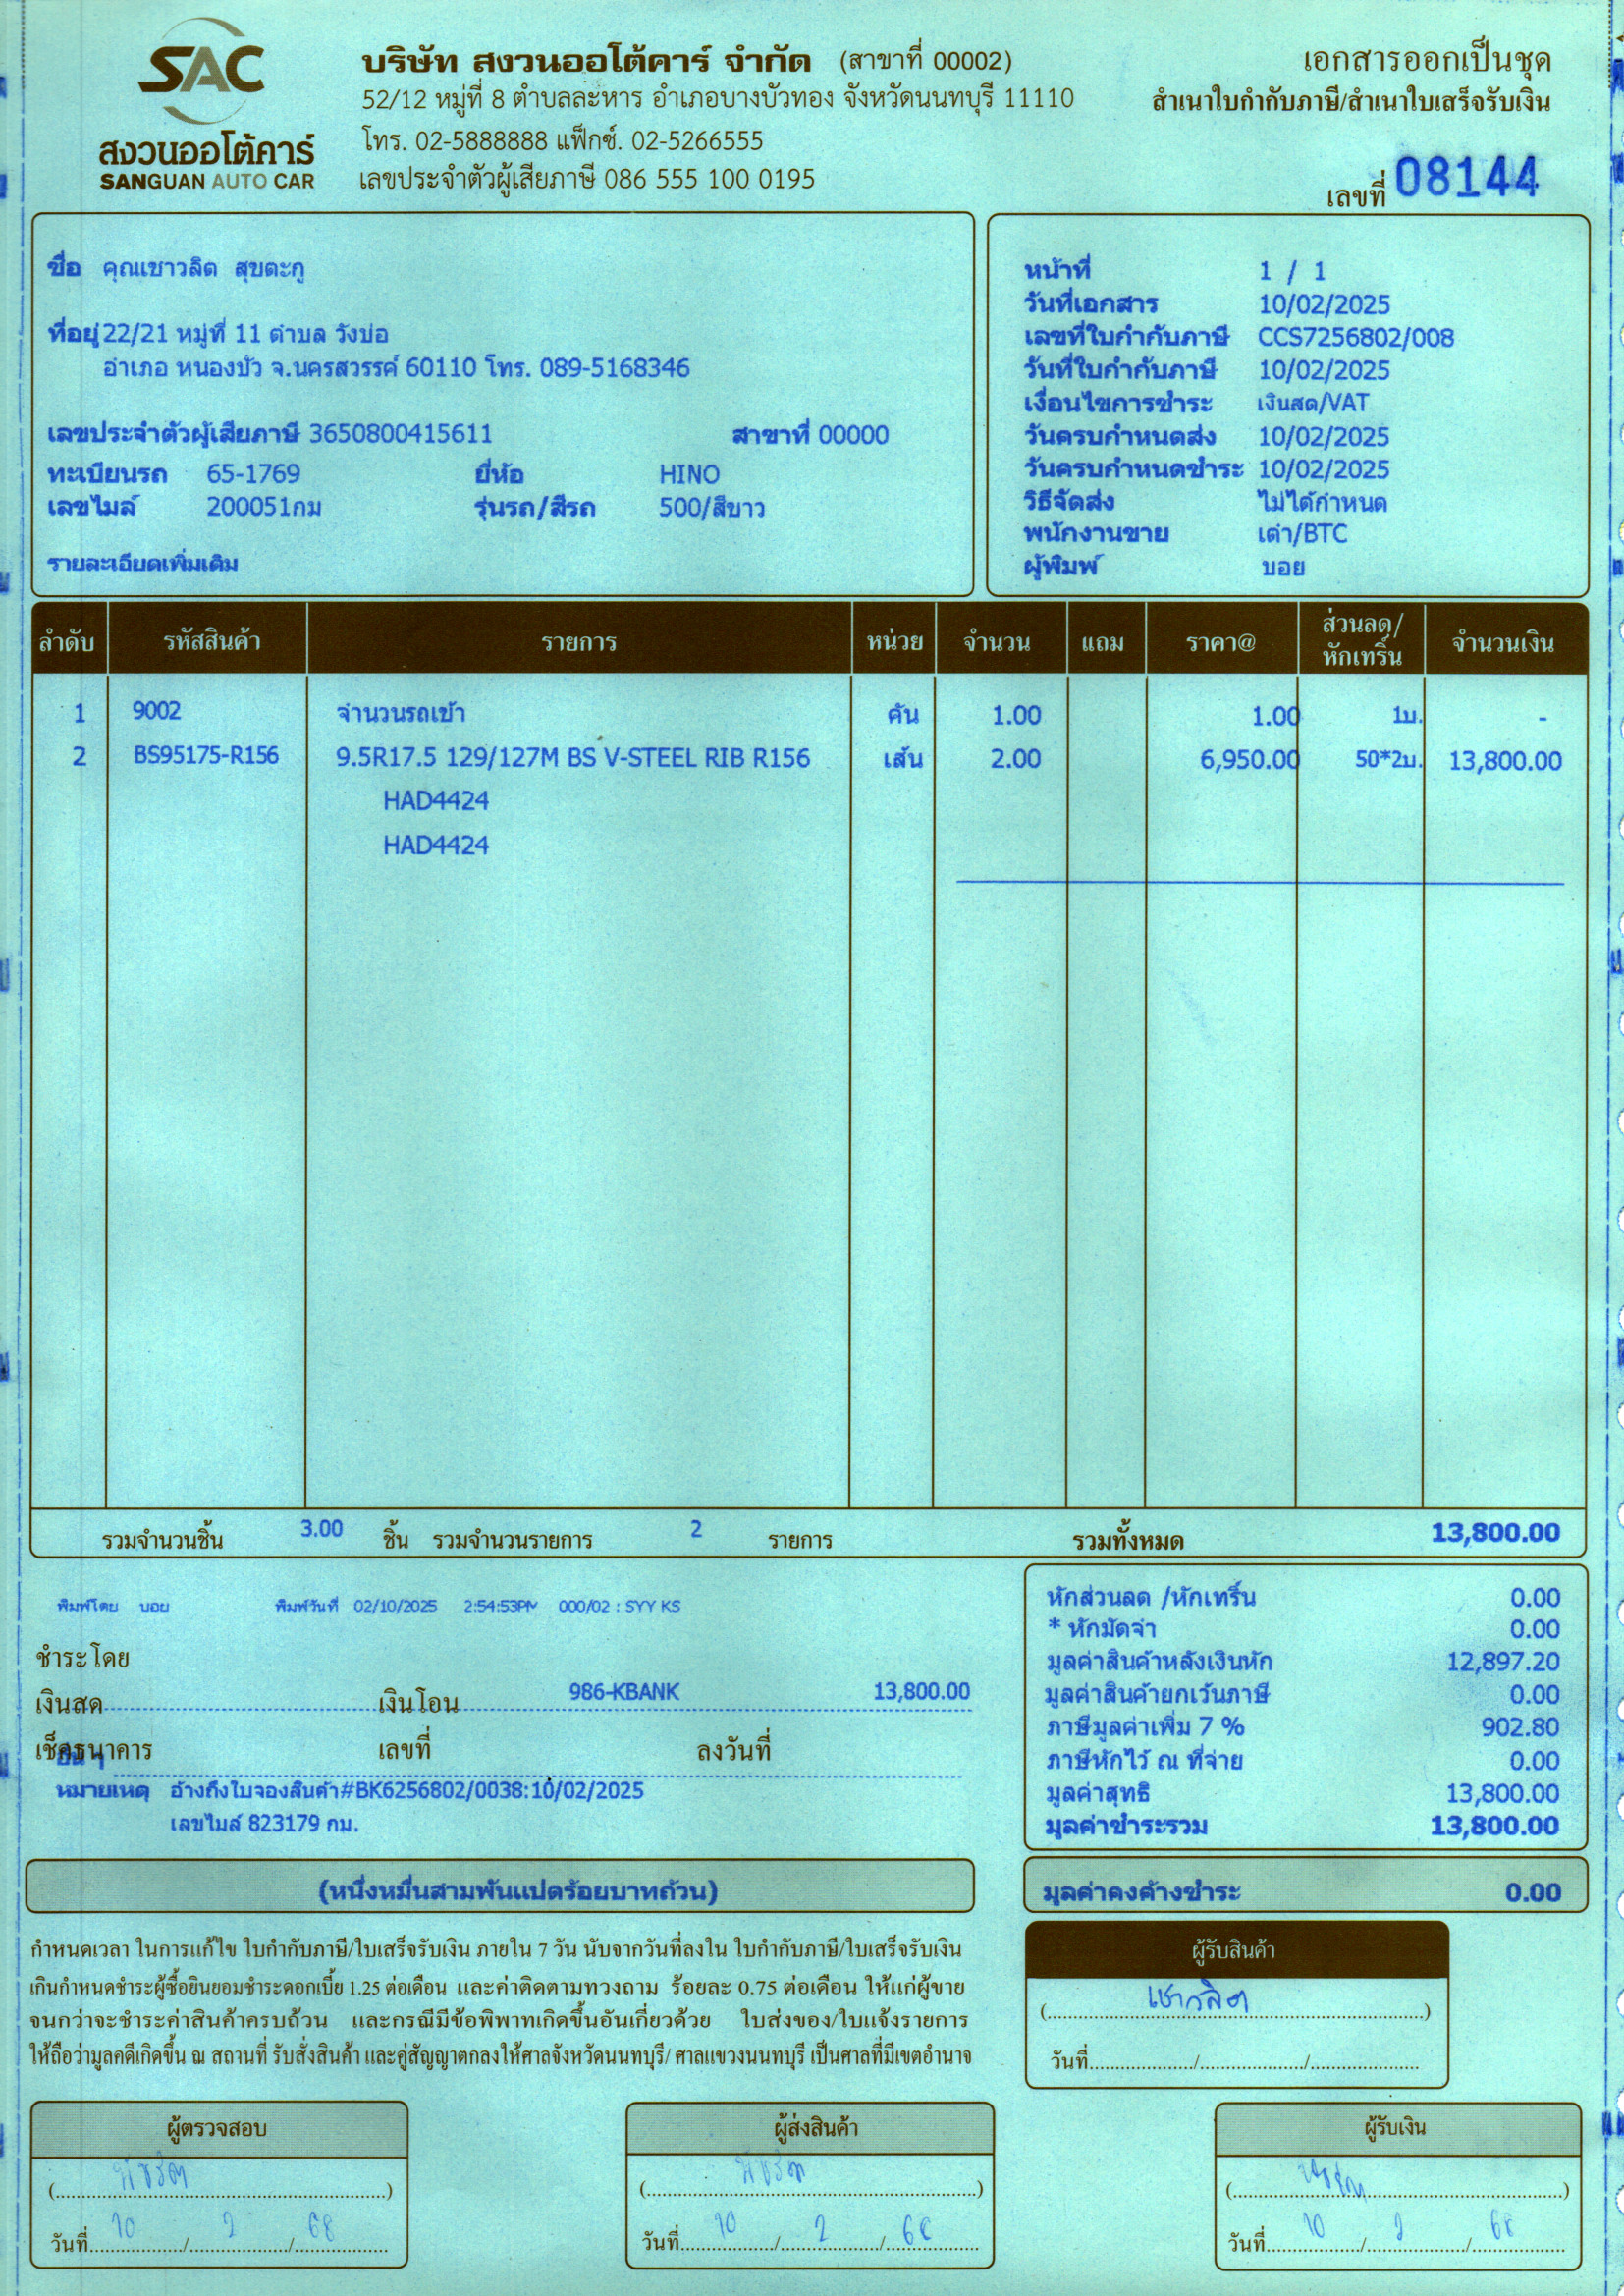 SAC
สงวนออโต้คาร์
SANGUAN AUTO CAR
บริษัท สงวนออโต้คาร์ จำกัด (สาขาที่ 00002)
52/12 หมู่ที่ 8 ตำบลละหาร อำเภอบางบัวทอง จังหวัดนนทบุรี 11110
โทร. 02-5888888 แฟ็กซ์. 02-5266555
เลขประจำตัวผู้เสียภาษี 086 555 100 0195
เอกสารออกเป็นชุด
สำเนาใบกำกับภาษี/สำเนาใบเสร็จรับเงิน
เลขที่ 08144
ชื่อ คุณเชาวลิต สุขตะกู
ที่อยู่ 22/21 หมู่ที่ 11 ตำบล วังบ่อ
อำเภอ หนองบัว จ.นครสวรรค์ 60110 โทร. 089-5168346
เลขประจำตัวผู้เสียภาษี 3650800415611 สาขาที่ 00000
ทะเบียนรถ 65-1769 ยี่ห้อ HINO
เลขไมล์ 200051กม รุ่นรถ/สีรถ 500/สีขาว
รายละเอียดเพิ่มเติม
หน้าที่ 1 / 1
วันที่เอกสาร 10/02/2025
เลขที่ใบกำกับภาษี CCS7256802/008
วันที่ใบกำกับภาษี 10/02/2025
เงื่อนไขการชำระ เงินสด/VAT
วันครบกำหนดส่ง 10/02/2025
วันครบกำหนดชำระ 10/02/2025
วิธีจัดส่ง ไม่ได้กำหนด
พนักงานขาย เต่า/BTC
ผู้พิมพ์ บอย
ลำดับ รหัสสินค้า รายการ หน่วย จำนวน แถม ราคา@ ส่วนลด/หักเทริ์น จำนวนเงิน
1 9002 จำนวนรถเข้า คัน 1.00 1.00 1บ. -
2 BS95175-R156 9.5R17.5 129/127M BS V-STEEL RIB R156 เส้น 2.00 6,950.00 50*2บ. 13,800.00
HAD4424
HAD4424
รวมจำนวนชิ้น 3.00 ชิ้น รวมจำนวนรายการ 2 รายการ รวมทั้งหมด 13,800.00
พิมพ์โดย บอย พิมพ์วันที่ 02/10/2025 2:54:53PM 000/02 : SYY KS
ชำระโดย
เงินสด เงินโอน 986-KBANK 13,800.00
เช็คธนาคาร เลขที่ ลงวันที่
อื่น ๆ
หมายเหตุ อ้างถึงใบจองสินค้า#BK6256802/0038:10/02/2025
เลขไมล์ 823179 กม.
หักส่วนลด /หักเทริ์น 0.00
* หักมัดจำ 0.00
มูลค่าสินค้าหลังเงินหัก 12,897.20
มูลค่าสินค้ายกเว้นภาษี 0.00
ภาษีมูลค่าเพิ่ม 7 % 902.80
ภาษีหักไว้ ณ ที่จ่าย 0.00
มูลค่าสุทธิ 13,800.00
มูลค่าชำระรวม 13,800.00
(หนึ่งหมื่นสามพันแปดร้อยบาทถ้วน)
มูลค่าคงค้างชำระ 0.00
กำหนดเวลา ในการแก้ไข ใบกำกับภาษี/ใบเสร็จรับเงิน ภายใน 7 วัน นับจากวันที่ลงใน ใบกำกับภาษี/ใบเสร็จรับเงิน
เกินกำหนดชำระผู้ซื้อยินยอมชำระดอกเบี้ย 1.25 ต่อเดือน และค่าติดตามทวงถาม ร้อยละ 0.75 ต่อเดือน ให้แก่ผู้ขาย
จนกว่าจะชำระค่าสินค้าครบถ้วน และกรณีมีข้อพิพาทเกิดขึ้นอันเกี่ยวด้วย ใบส่งของ/ใบแจ้งรายการ
ให้ถือว่ามูลคดีเกิดขึ้น ณ สถานที่ รับสั่งสินค้า และคู่สัญญาตกลงให้ศาลจังหวัดนนทบุรี/ ศาลแขวงนนทบุรี เป็นศาลที่มีเขตอำนาจ
ผู้รับสินค้า
(เชาวลิต)
วันที่ / /
ผู้ตรวจสอบ
วันที่ 10 / 2 / 68
ผู้ส่งสินค้า
วันที่ 10 / 2 / 68
ผู้รับเงิน
วันที่ 10 / 2 / 68